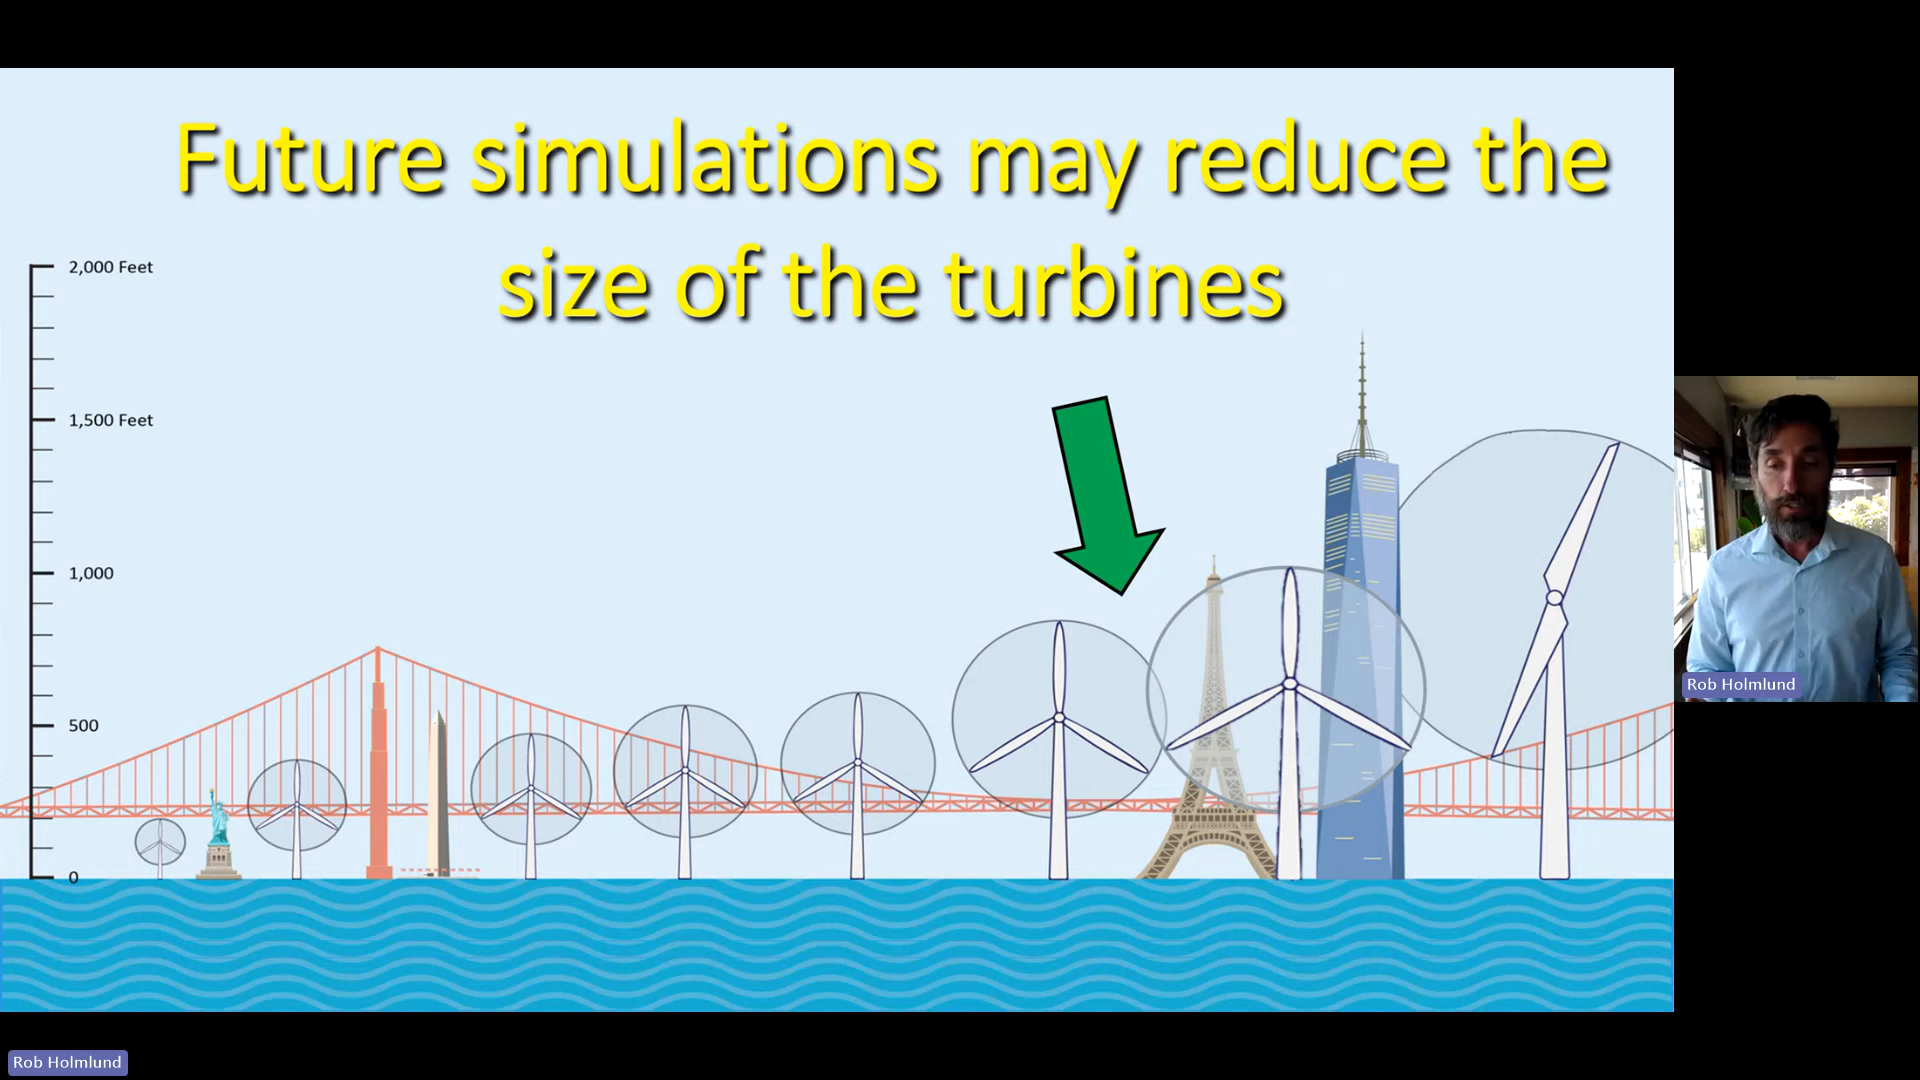 Future simulations may reduce the
size of the turbines
2,000 Feet
1,500 Feet
1,000
500
0
Rob Holmlund
Rob Holmlund